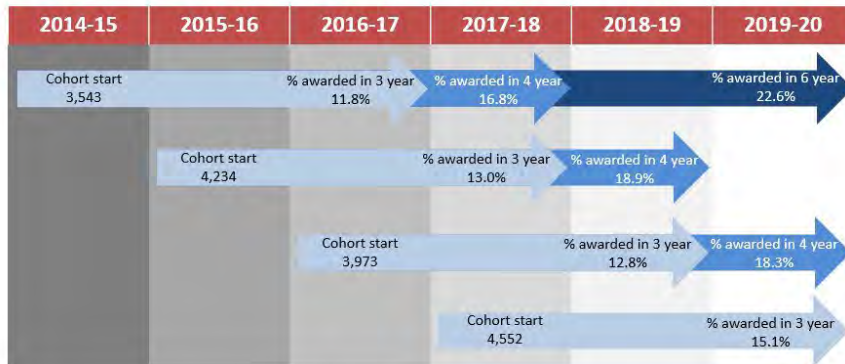 2014-15 2015-16 2016-17 2017-18 2018-19 2019-20
Cohort start % awarded in 3 year % awarded in 4 year % awarded in 6 year
3,543 11.8% 16.8% 22.6%
Cohort start % awarded in 3 year % awarded in 4 year
4,234 13.0% 18.9%
Cohort start % awarded in 3 year % awarded in 4 year
3,973 12.8% 18.3%
Cohort start % awarded in 3 year
4,552 15.1%